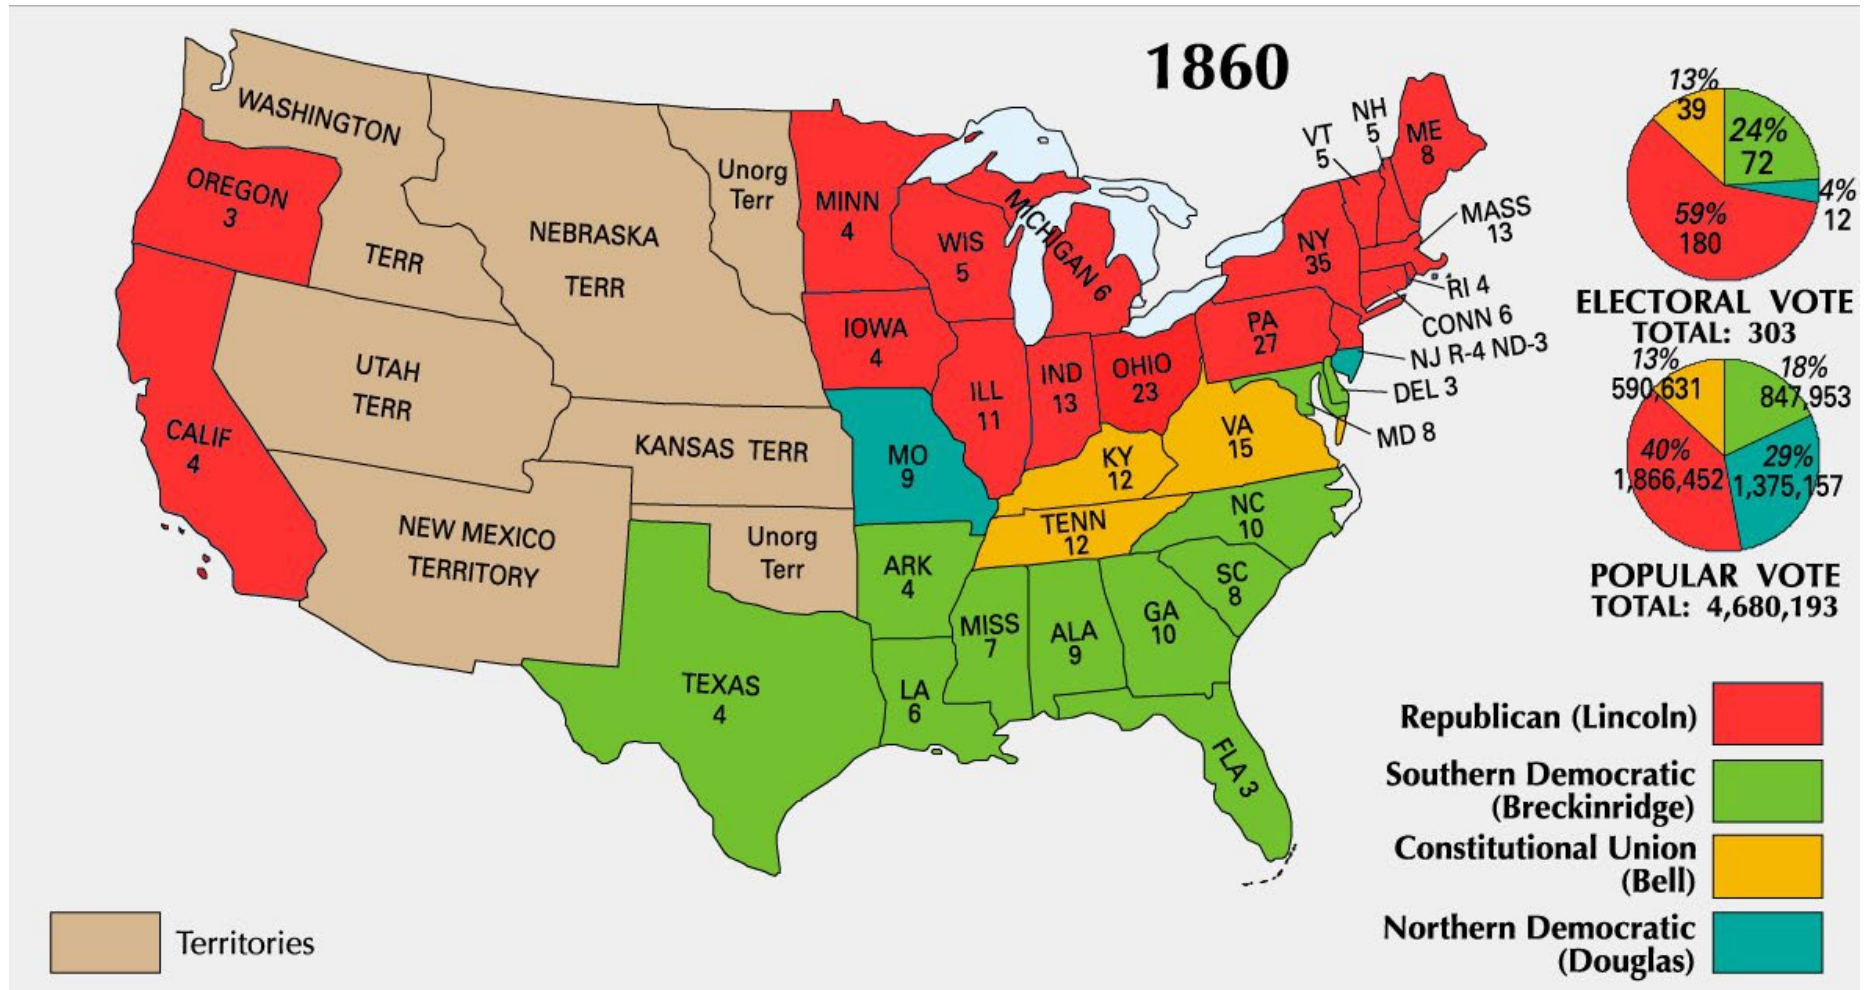 1860
WASHINGTON
TERR
OREGON
3
CALIF
4
NEBRASKA
TERR
Unorg
Terr
UTAH
TERR
KANSAS TERR
NEW MEXICO
TERRITORY
Unorg
Terr
TEXAS
4
MINN
4
IOWA
4
MO
9
ARK
4
LA
6
WIS
5
MICHIGAN 6
ILL
11
IND
13
OHIO
23
KY
12
TENN
12
MISS
7
ALA
9
GA
10
FLA 3
SC
8
NC
10
VA
15
PA
27
NY
35
VT
5
NH
5
ME
8
MASS
13
RI 4
CONN 6
NJ R-4 ND-3
DEL 3
MD 8
13%
39
24%
72
4%
12
59%
180
ELECTORAL VOTE
TOTAL: 303
13%
590,631
18%
847,953
40%
1,866,452
29%
1,375,157
POPULAR VOTE
TOTAL: 4,680,193
Republican (Lincoln)
Southern Democratic
(Breckinridge)
Constitutional Union
(Bell)
Northern Democratic
(Douglas)
Territories